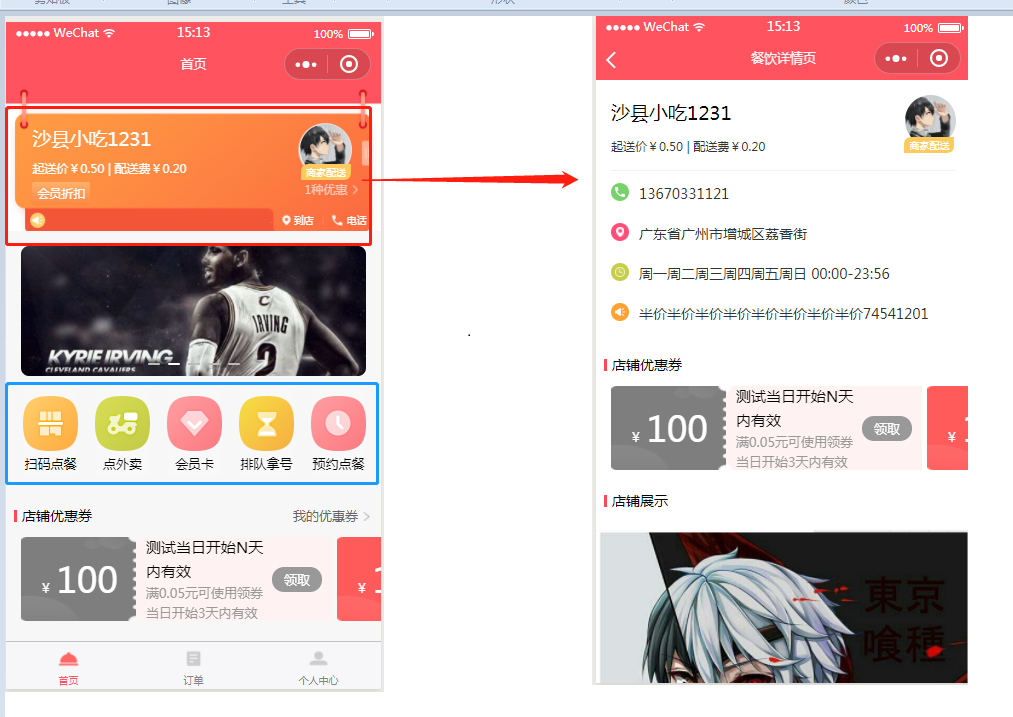 WeChat
15:13
100%
首页
沙县小吃1231
起送价￥0.50 | 配送费￥0.20
会员折扣
商家配送
1种优惠
到店
电话
CAVALIERS
IRVING
2
KYRIE IRVING
CLEVELAND CAVALIERS
扫码点餐
点外卖
会员卡
排队拿号
预约点餐
店铺优惠券
我的优惠券
¥ 100
测试当日开始N天
内有效
满0.05元可使用领券
当日开始3天内有效
领取
¥ 1
首页
订单
个人中心
WeChat
15:13
100%
餐饮详情页
沙县小吃1231
起送价￥0.50 | 配送费￥0.20
商家配送
13670331121
广东省广州市增城区荔香街
周一周二周三周四周五周日 00:00-23:56
半价半价半价半价半价半价半价半价74541201
店铺优惠券
¥ 100
测试当日开始N天
内有效
满0.05元可使用领券
当日开始3天内有效
领取
¥
店铺展示
東京
喰種